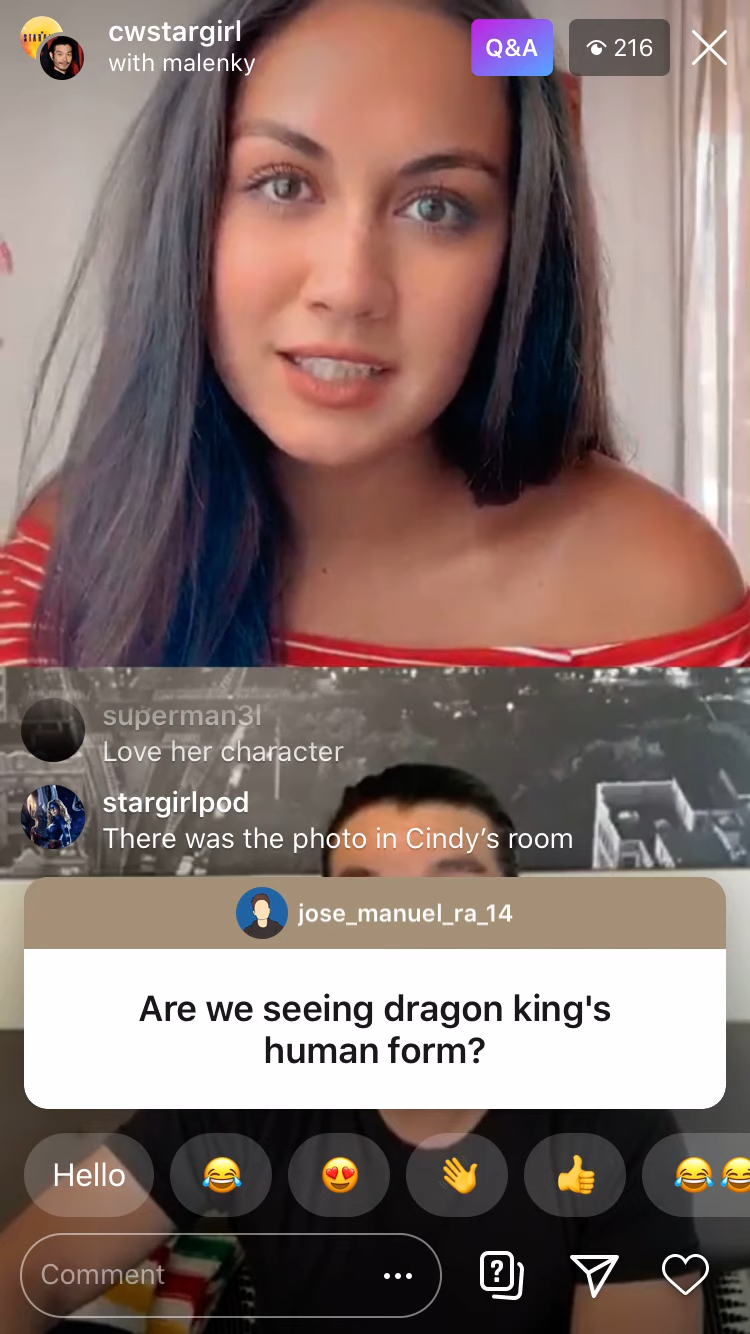 cwstargirl
with malenky
Q&A
216
superman3l
Love her character
stargirlpod
There was the photo in Cindy’s room
jose_manuel_ra_14
Are we seeing dragon king's
human form?
Hello
Comment